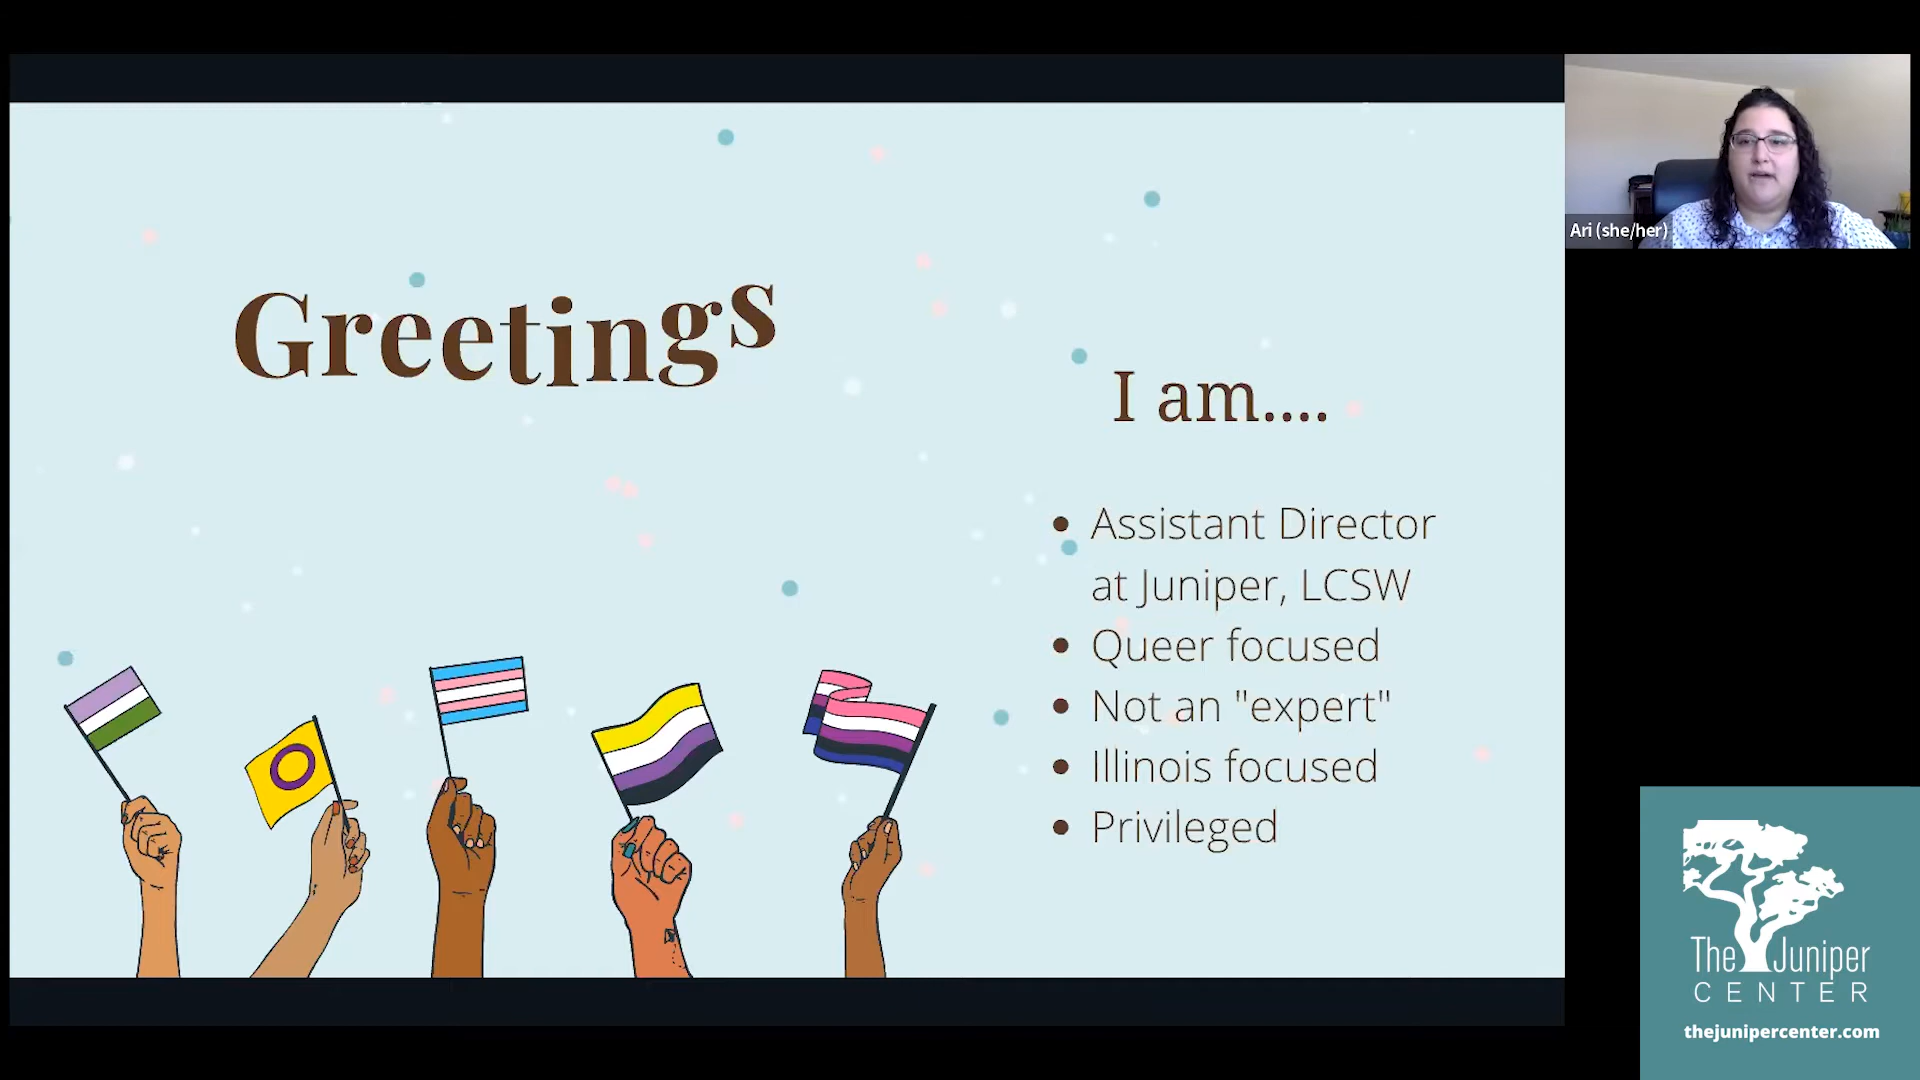 Greetings
I am....
Assistant Director
at Juniper, LCSW
Queer focused
Not an "expert"
Illinois focused
Privileged
Ari (she/her)
The Juniper
CENTER
thejunipercenter.com